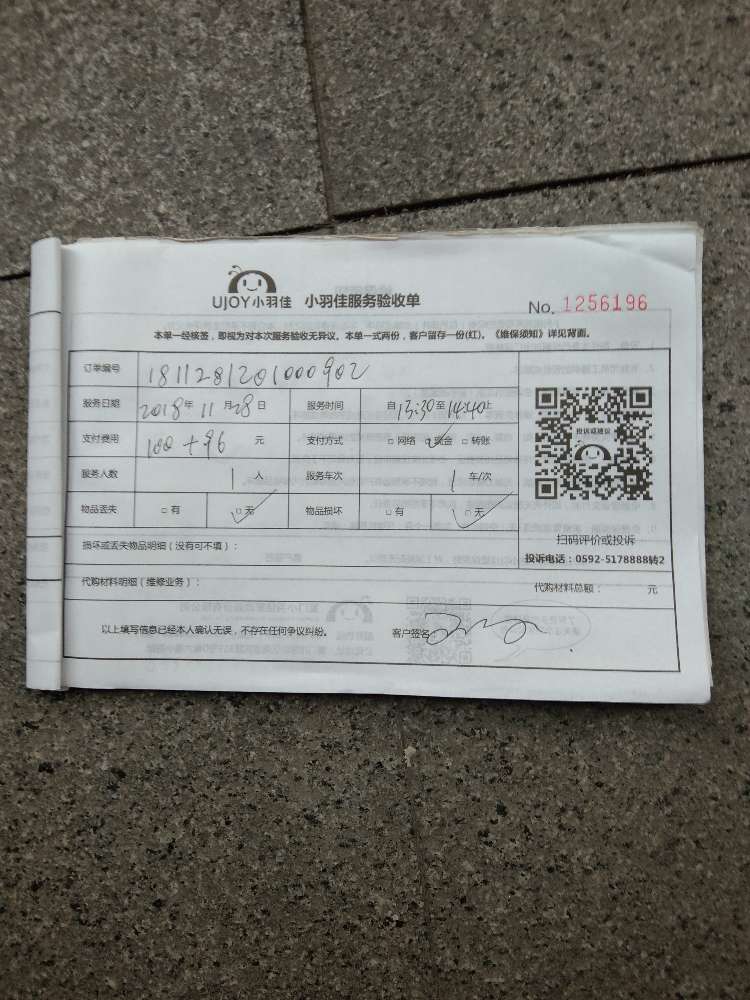 UJOY小羽佳 小羽佳服务验收单 No. 1256196
本单一经核签，即视为对本次服务验收无异议。本单一式两份，客户留存一份(红)。《维保须知》详见背面。
订单编号 1811281201000902
服务日期 2018年 11月28日 服务时间 自13:30至14:40止
支付费用 100+96 元 支付方式 □网络 ☑现金 □转账
服务人数 1人 服务车次 1车/次
物品丢失 □有 ☑无 物品损坏 □有 ☑无
投诉或建议
扫码评价或投诉
投诉电话：0592-5178888转2
损坏或丢失物品明细（没有可不填）：
代购材料明细（维修业务）： 代购材料总额： 元
以上填写信息已经本人确认无误，不存在任何争议纠纷。 客户签名：